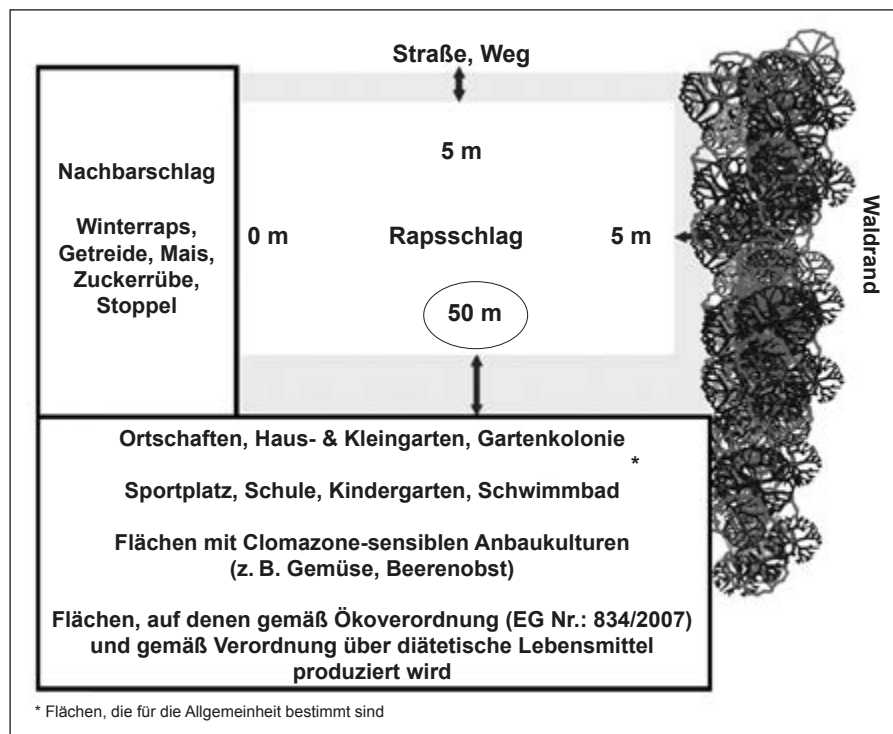 Straße, Weg
5 m
Nachbarschlag
Winterraps,
Getreide, Mais,
Zuckerrübe,
Stoppel
0 m
Rapsschlag
5 m
Waldrand
50 m
Ortschaften, Haus- & Kleingarten, Gartenkolonie
*
Sportplatz, Schule, Kindergarten, Schwimmbad
Flächen mit Clomazone-sensiblen Anbaukulturen
(z. B. Gemüse, Beerenobst)
Flächen, auf denen gemäß Ökoverordnung (EG Nr.: 834/2007)
und gemäß Verordnung über diätetische Lebensmittel
produziert wird
* Flächen, die für die Allgemeinheit bestimmt sind